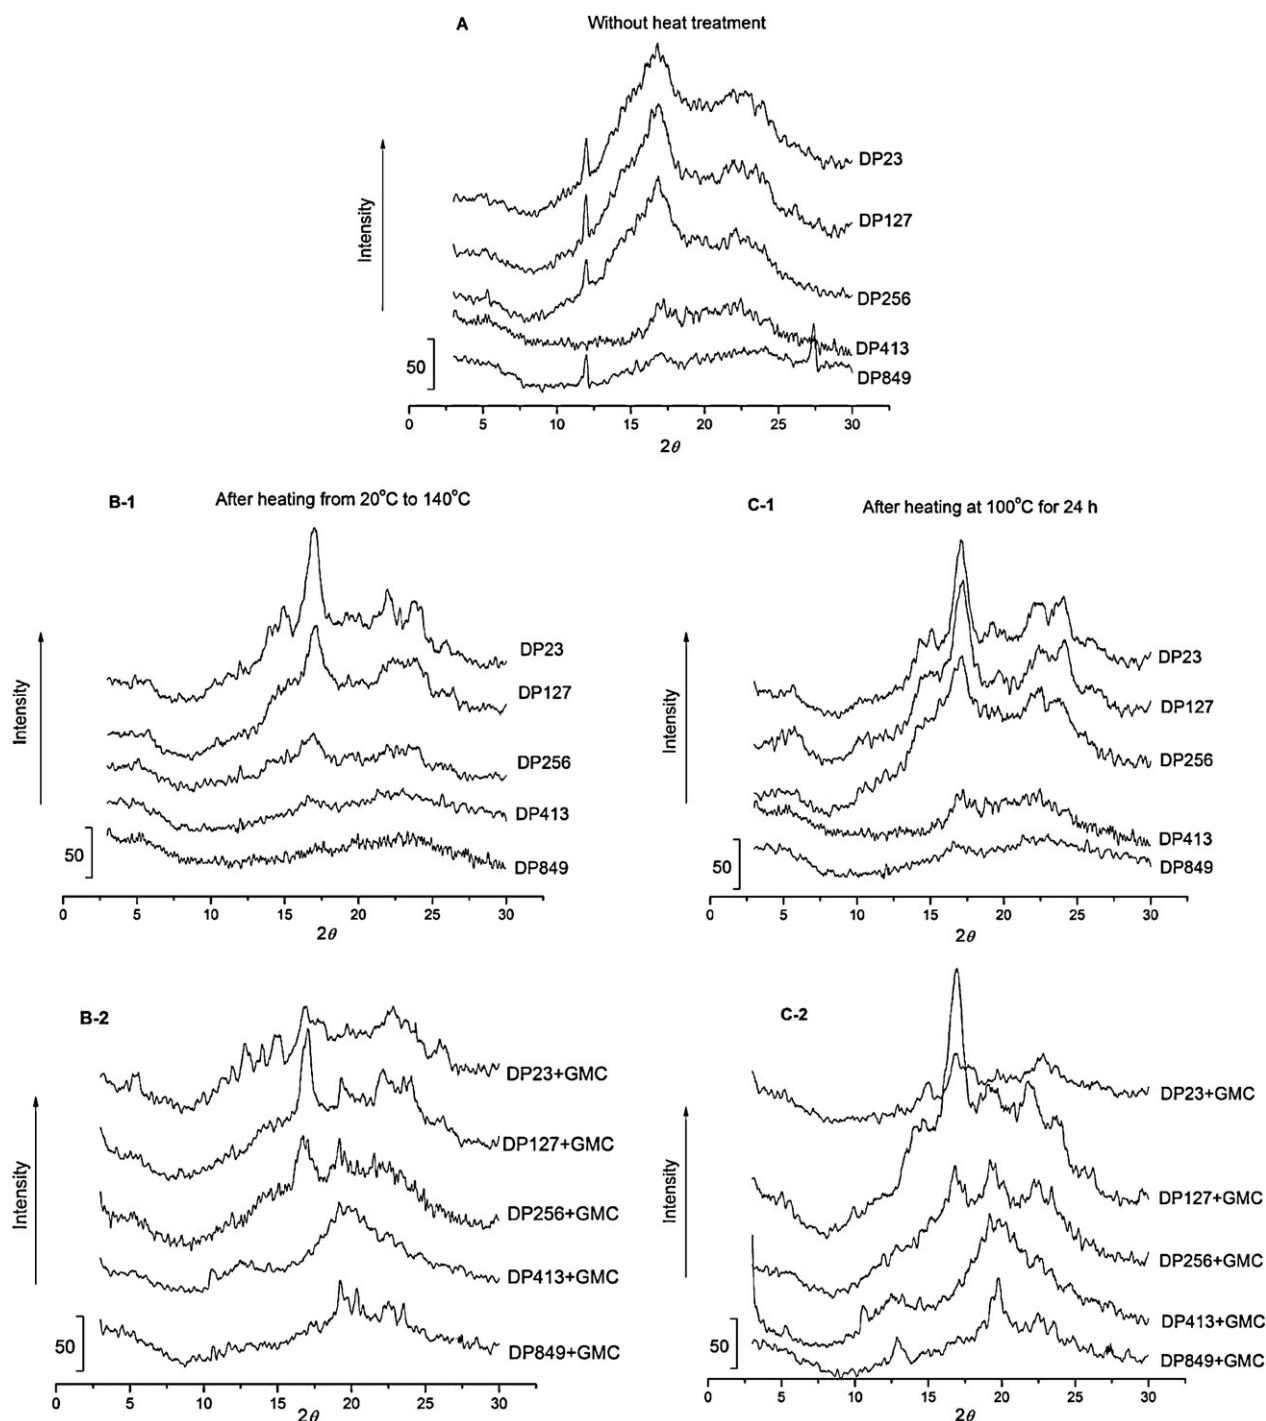 A Without heat treatment
Intensity
DP23
DP127
DP256
DP413
DP849
50
0 5 10 15 20 25 30
2θ
B-1 After heating from 20°C to 140°C
Intensity
DP23
DP127
DP256
DP413
DP849
50
0 5 10 15 20 25 30
2θ
C-1 After heating at 100°C for 24 h
Intensity
DP23
DP127
DP256
DP413
DP849
50
0 5 10 15 20 25 30
2θ
B-2
Intensity
DP23+GMC
DP127+GMC
DP256+GMC
DP413+GMC
DP849+GMC
50
0 5 10 15 20 25 30
2θ
C-2
Intensity
DP23+GMC
DP127+GMC
DP256+GMC
DP413+GMC
DP849+GMC
50
0 5 10 15 20 25 30
2θ